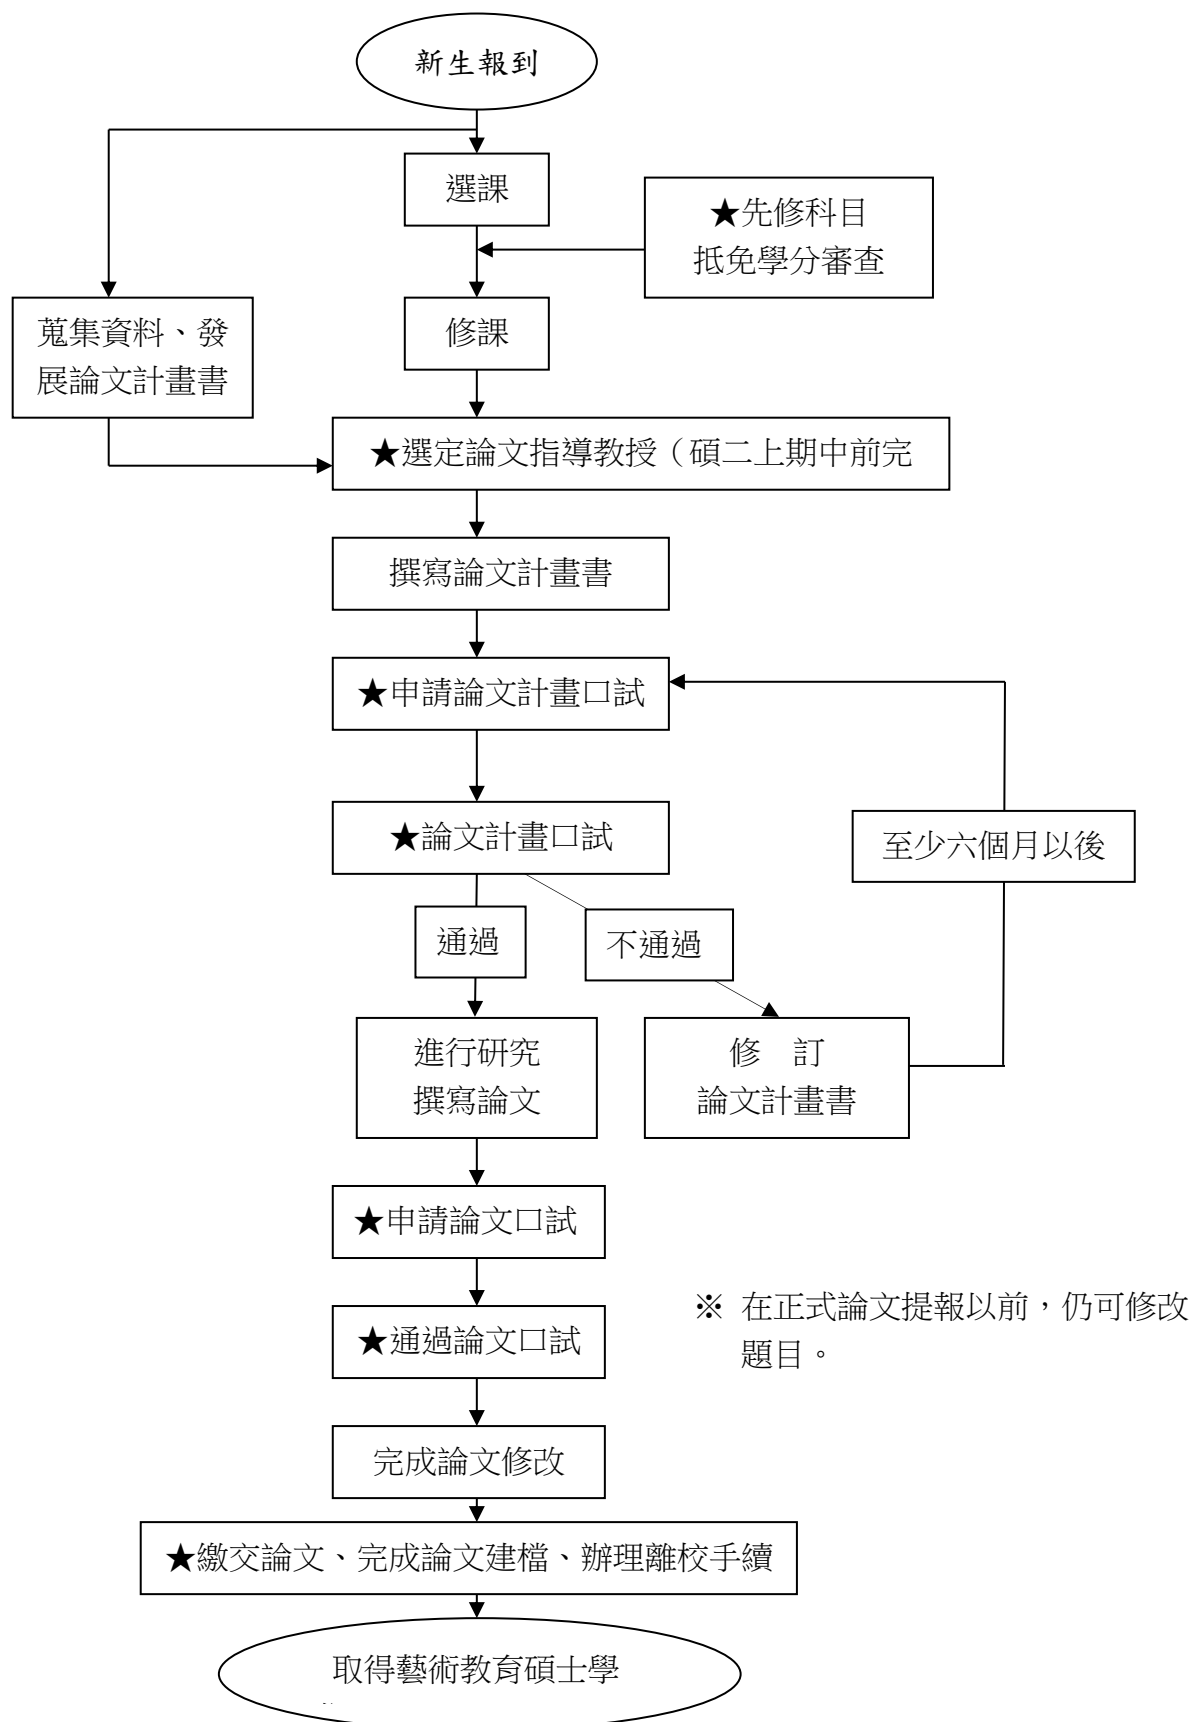 新生報到
選課
★先修科目
抵免學分審查
蒐集資料、發
展論文計畫書
修課
★選定論文指導教授（碩二上期中前完
撰寫論文計畫書
★申請論文計畫口試
★論文計畫口試
至少六個月以後
通過
不通過
進行研究
撰寫論文
修　訂
論文計畫書
★申請論文口試
★通過論文口試
※ 在正式論文提報以前，仍可修改
題目。
完成論文修改
★繳交論文、完成論文建檔、辦理離校手續
取得藝術教育碩士學